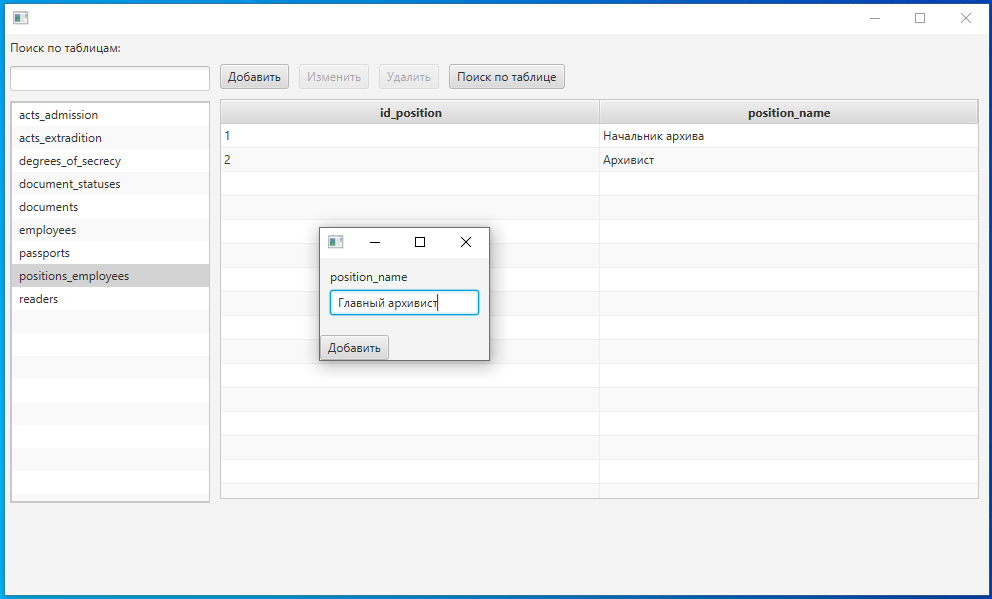 Поиск по таблицам:
Добавить Изменить Удалить Поиск по таблице
acts_admission
acts_extradition
degrees_of_secrecy
document_statuses
documents
employees
passports
positions_employees
readers
id_position position_name
1 Начальник архива
2 Архивист
position_name
Главный архивист
Добавить